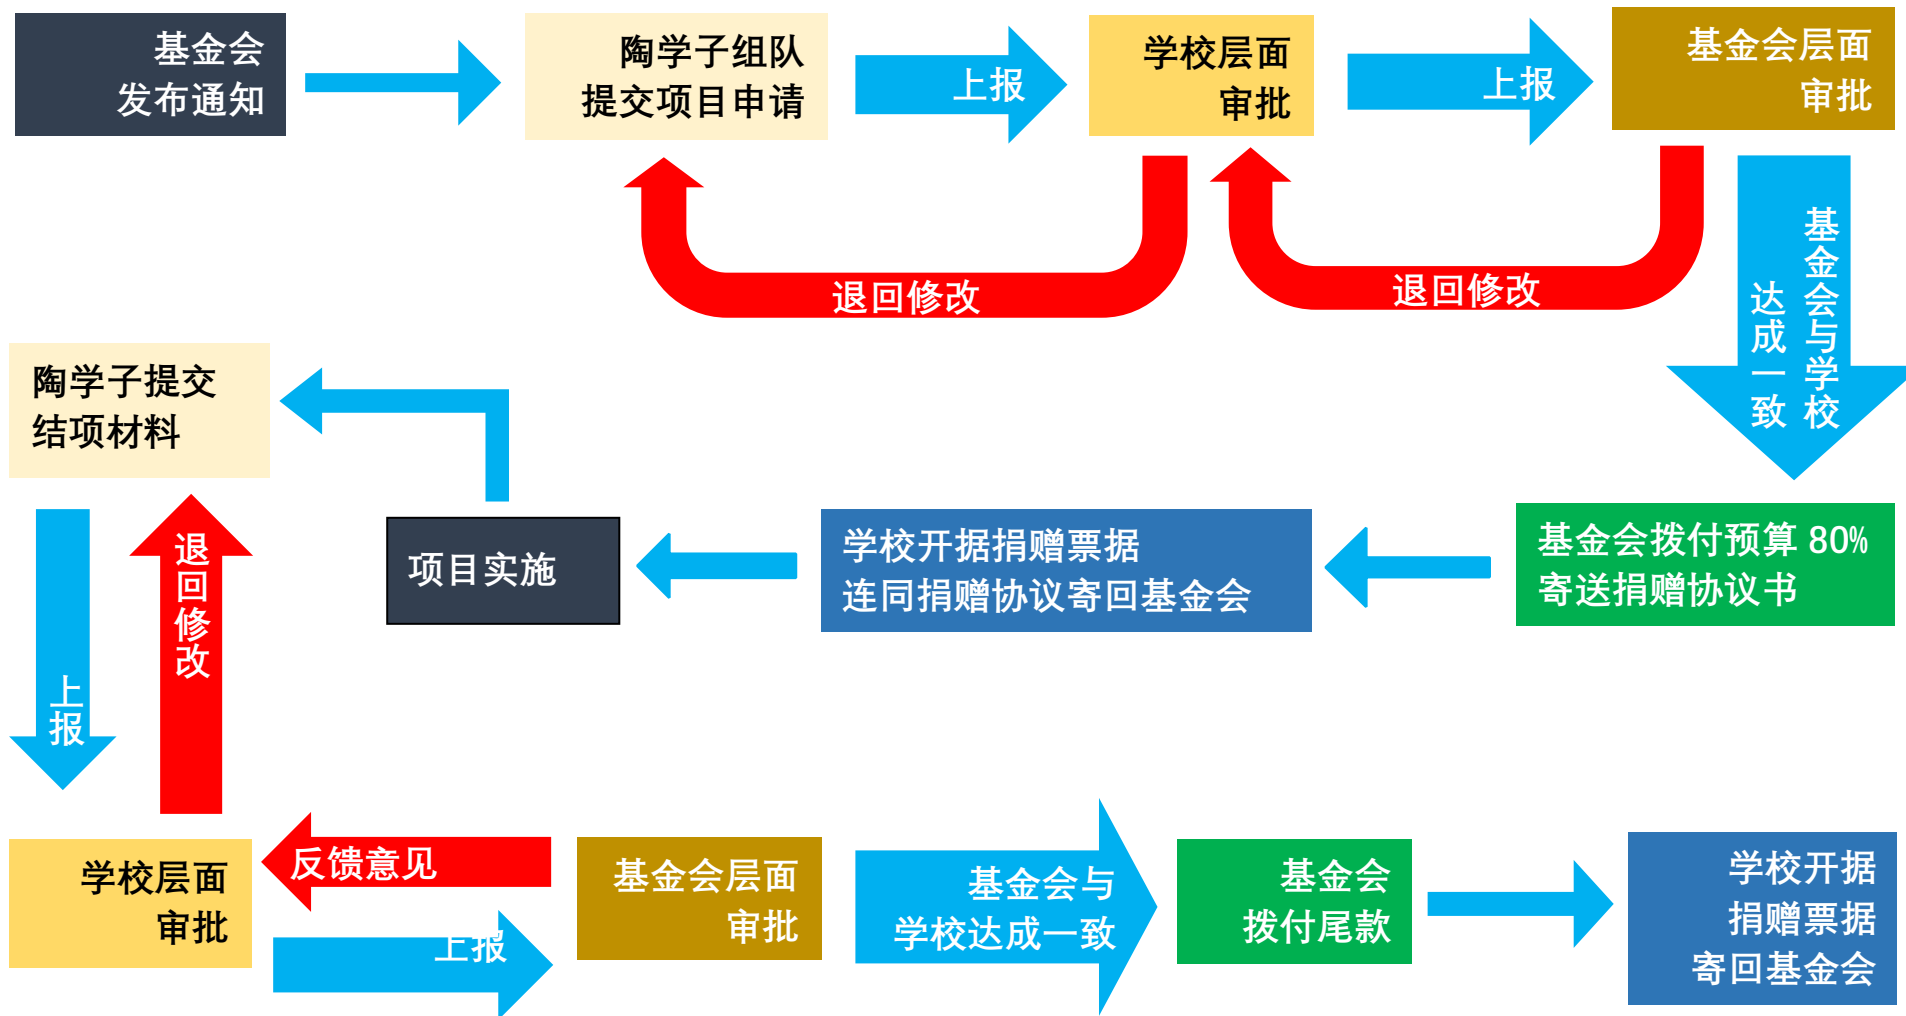 基金会
发布通知
陶学子组队
提交项目申请
上报
学校层面
审批
上报
基金会层面
审批
退回修改
退回修改
基金会与学校
达成一致
陶学子提交
结项材料
项目实施
学校开据捐赠票据
连同捐赠协议寄回基金会
基金会拨付预算 80%
寄送捐赠协议书
上报
退回修改
学校层面
审批
反馈意见
上报
基金会层面
审批
基金会与
学校达成一致
基金会
拨付尾款
学校开据
捐赠票据
寄回基金会